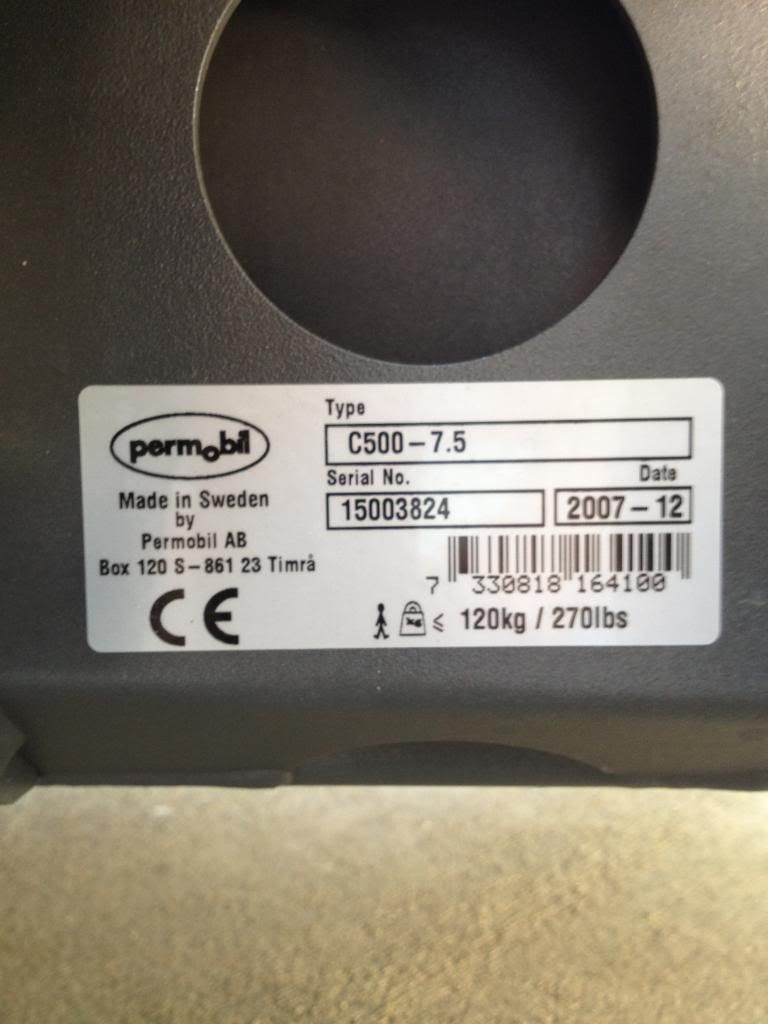 permobil
Made in Sweden
by
Permobil AB
Box 120 S-861 23 Timrå
CE
Type
C500-7.5
Serial No.
Date
15003824
2007-12
7 330818 164100
KG ≤ 120kg / 270lbs